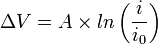 ΔV = A × ln(i/i₀)